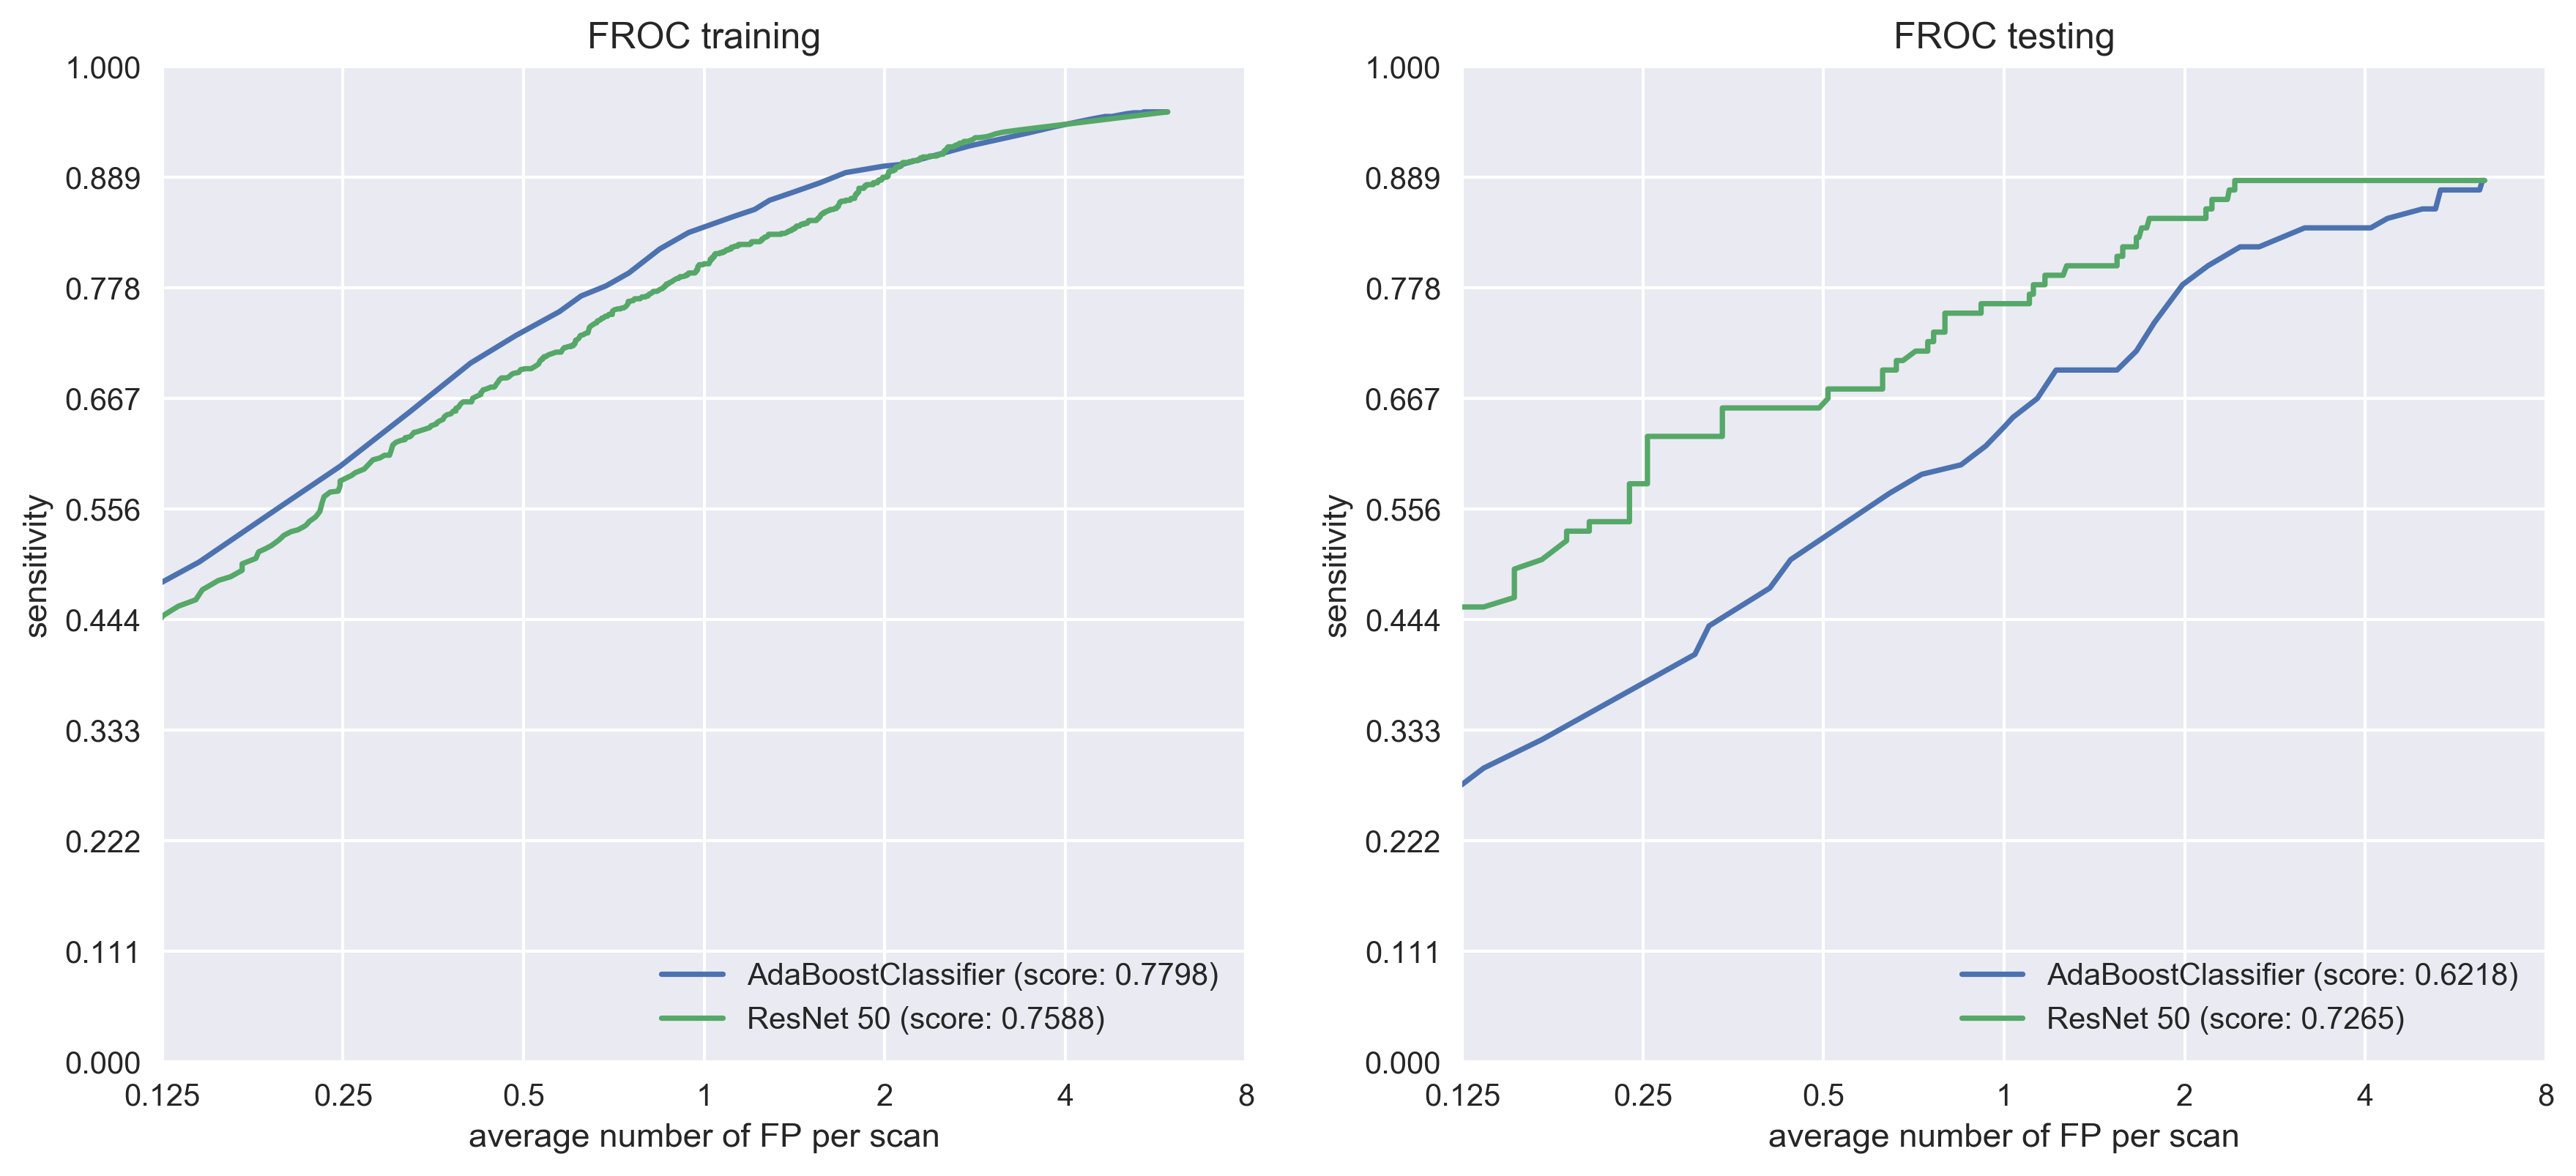 FROC training
1.000
0.889
0.778
0.667
0.556
0.444
0.333
0.222
0.111
0.000
sensitivity
0.125 0.25 0.5 1 2 4 8
average number of FP per scan
AdaBoostClassifier (score: 0.7798)
ResNet 50 (score: 0.7588)
FROC testing
1.000
0.889
0.778
0.667
0.556
0.444
0.333
0.222
0.111
0.000
sensitivity
0.125 0.25 0.5 1 2 4 8
average number of FP per scan
AdaBoostClassifier (score: 0.6218)
ResNet 50 (score: 0.7265)